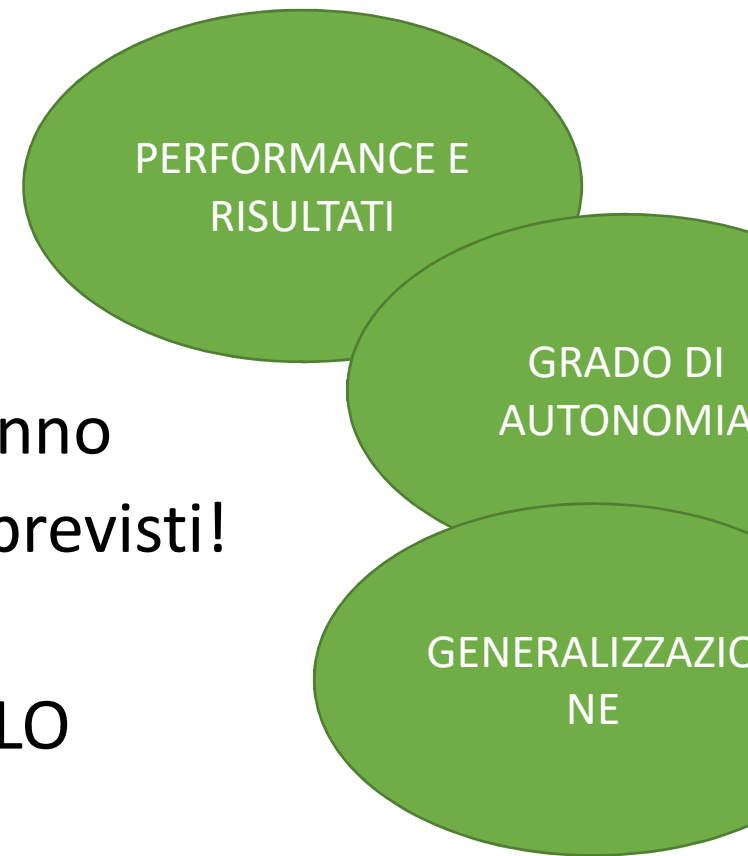 PERFORMANCE E
RISULTATI
GRADO DI
AUTONOMIA
nno
previsti!
GENERALIZZAZIO
NE
LO